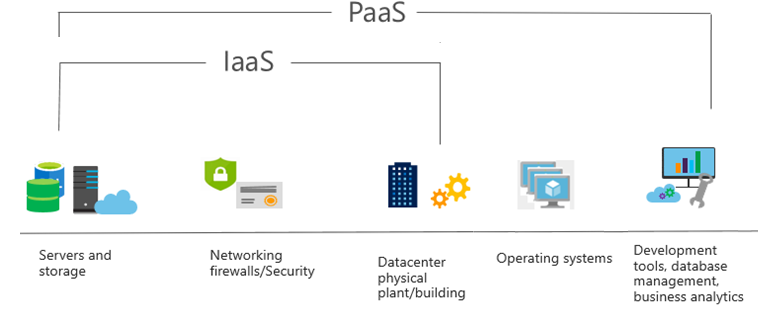 PaaS
IaaS
Servers and
storage
Networking
firewalls/Security
Datacenter
physical
plant/building
Operating systems
Development
tools, database
management,
business analytics